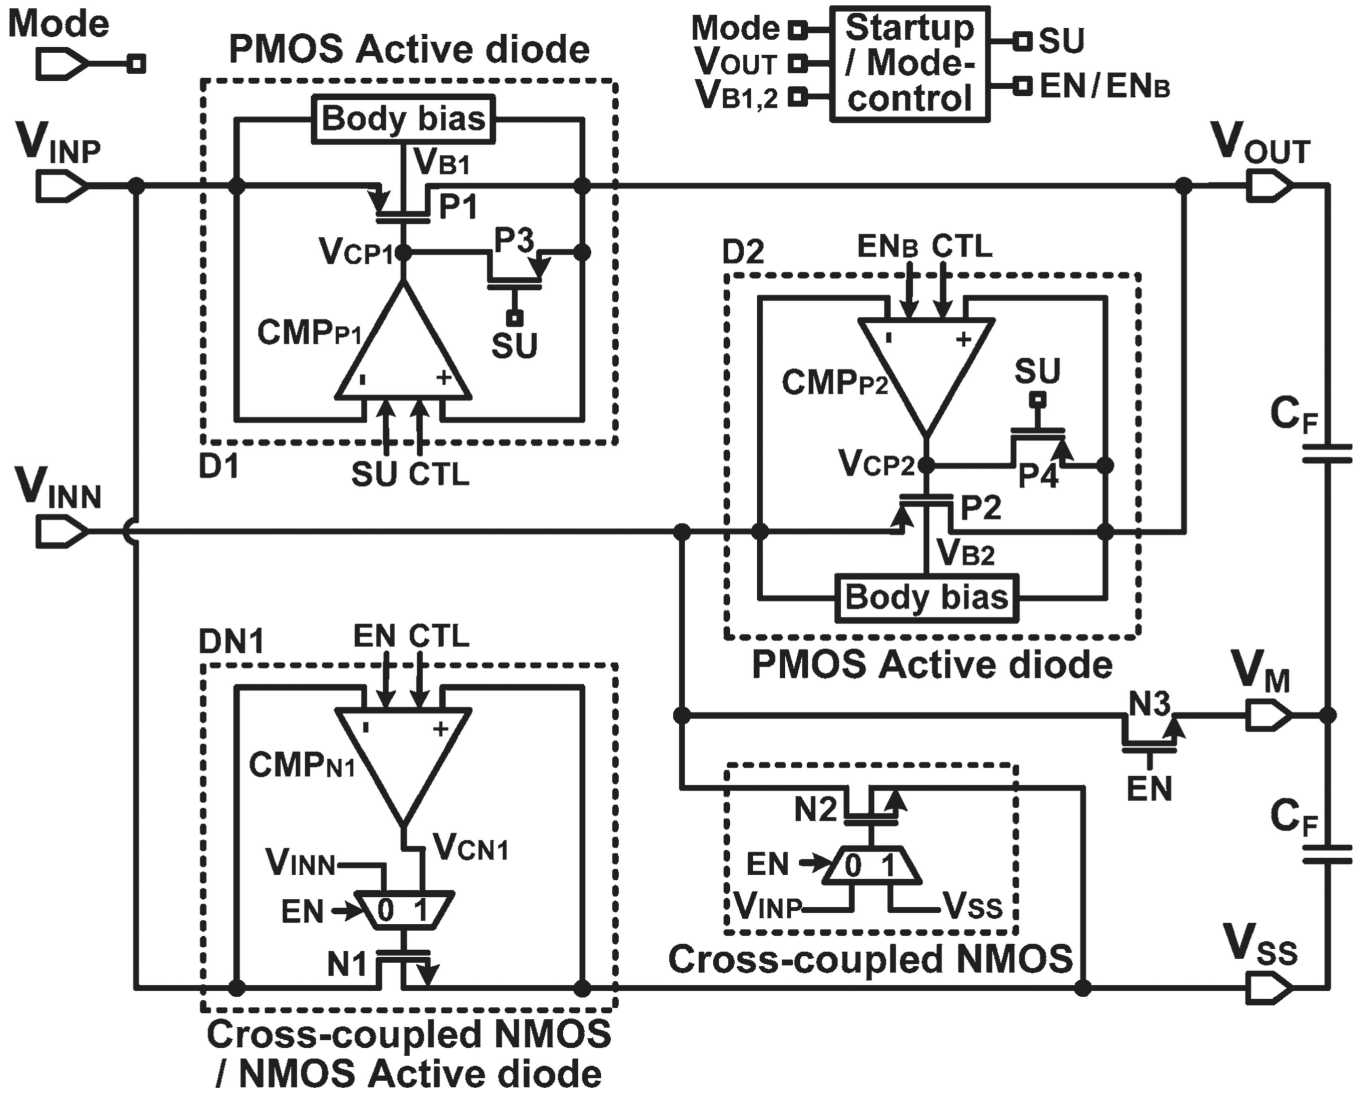 Mode
PMOS Active diode
Mode
VOUT
VB1,2
Startup
/ Mode-
control
SU
EN/ENB
VINP
Body bias
VB1
P1
VOUT
VCP1
P3
SU
CMPP1
- +
SU CTL
D1
D2
ENB CTL
- +
CMPP2
SU
VCP2
P4
P2
VB2
Body bias
PMOS Active diode
CF
VINN
DN1
EN CTL
- +
CMPN1
VCN1
VINN
EN
0 1
N1
Cross-coupled NMOS
/ NMOS Active diode
N3
EN
VM
N2
EN
0 1
VINP
VSS
Cross-coupled NMOS
CF
VSS